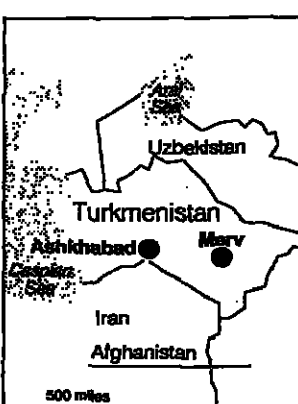 Aral
Sea
Uzbekistan
Turkmenistan
Ashkhabad
Merv
Caspian
Sea
Iran
Afghanistan
500 miles